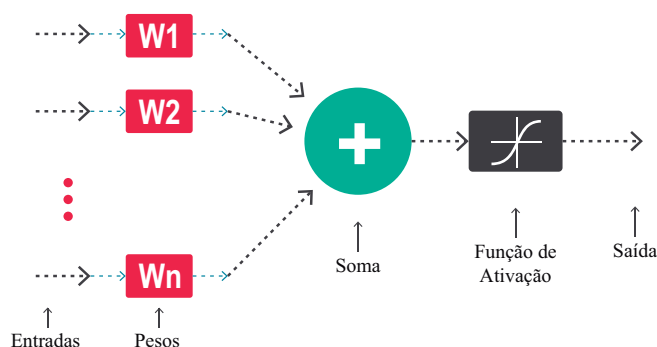 W1
W2
Wn
+
Soma
Função de
Ativação
Saída
Entradas
Pesos